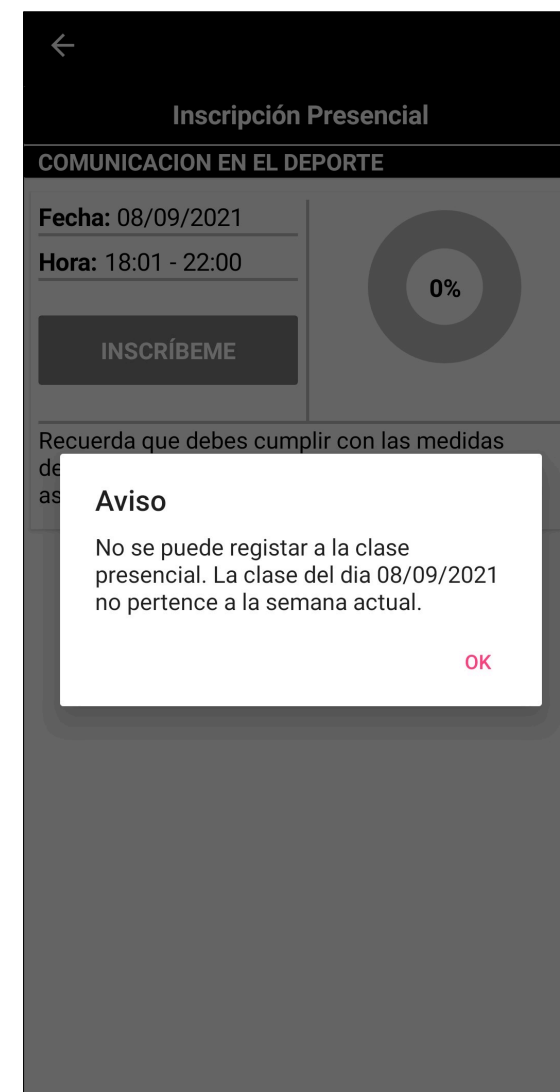 Inscripción Presencial
COMUNICACION EN EL DEPORTE
Fecha: 08/09/2021
Hora: 18:01 - 22:00
0%
INSCRÍBEME
Recuerda que debes cumplir con las medidas
de
as
Aviso
No se puede registar a la clase
presencial. La clase del dia 08/09/2021
no pertence a la semana actual.
OK